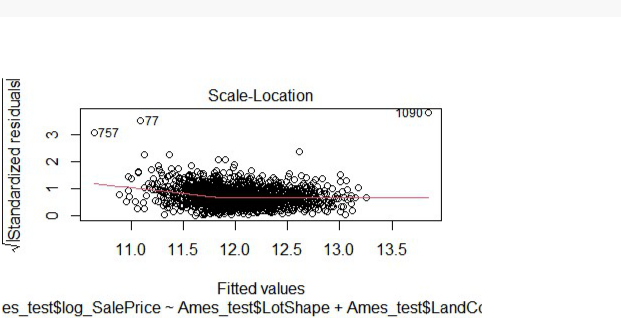 Scale-Location
√|Standardized residuals|
3
2
1
0
757
77
1090
11.0 11.5 12.0 12.5 13.0 13.5
Fitted values
es_test$log_SalePrice ~ Ames_test$LotShape + Ames_test$LandCo